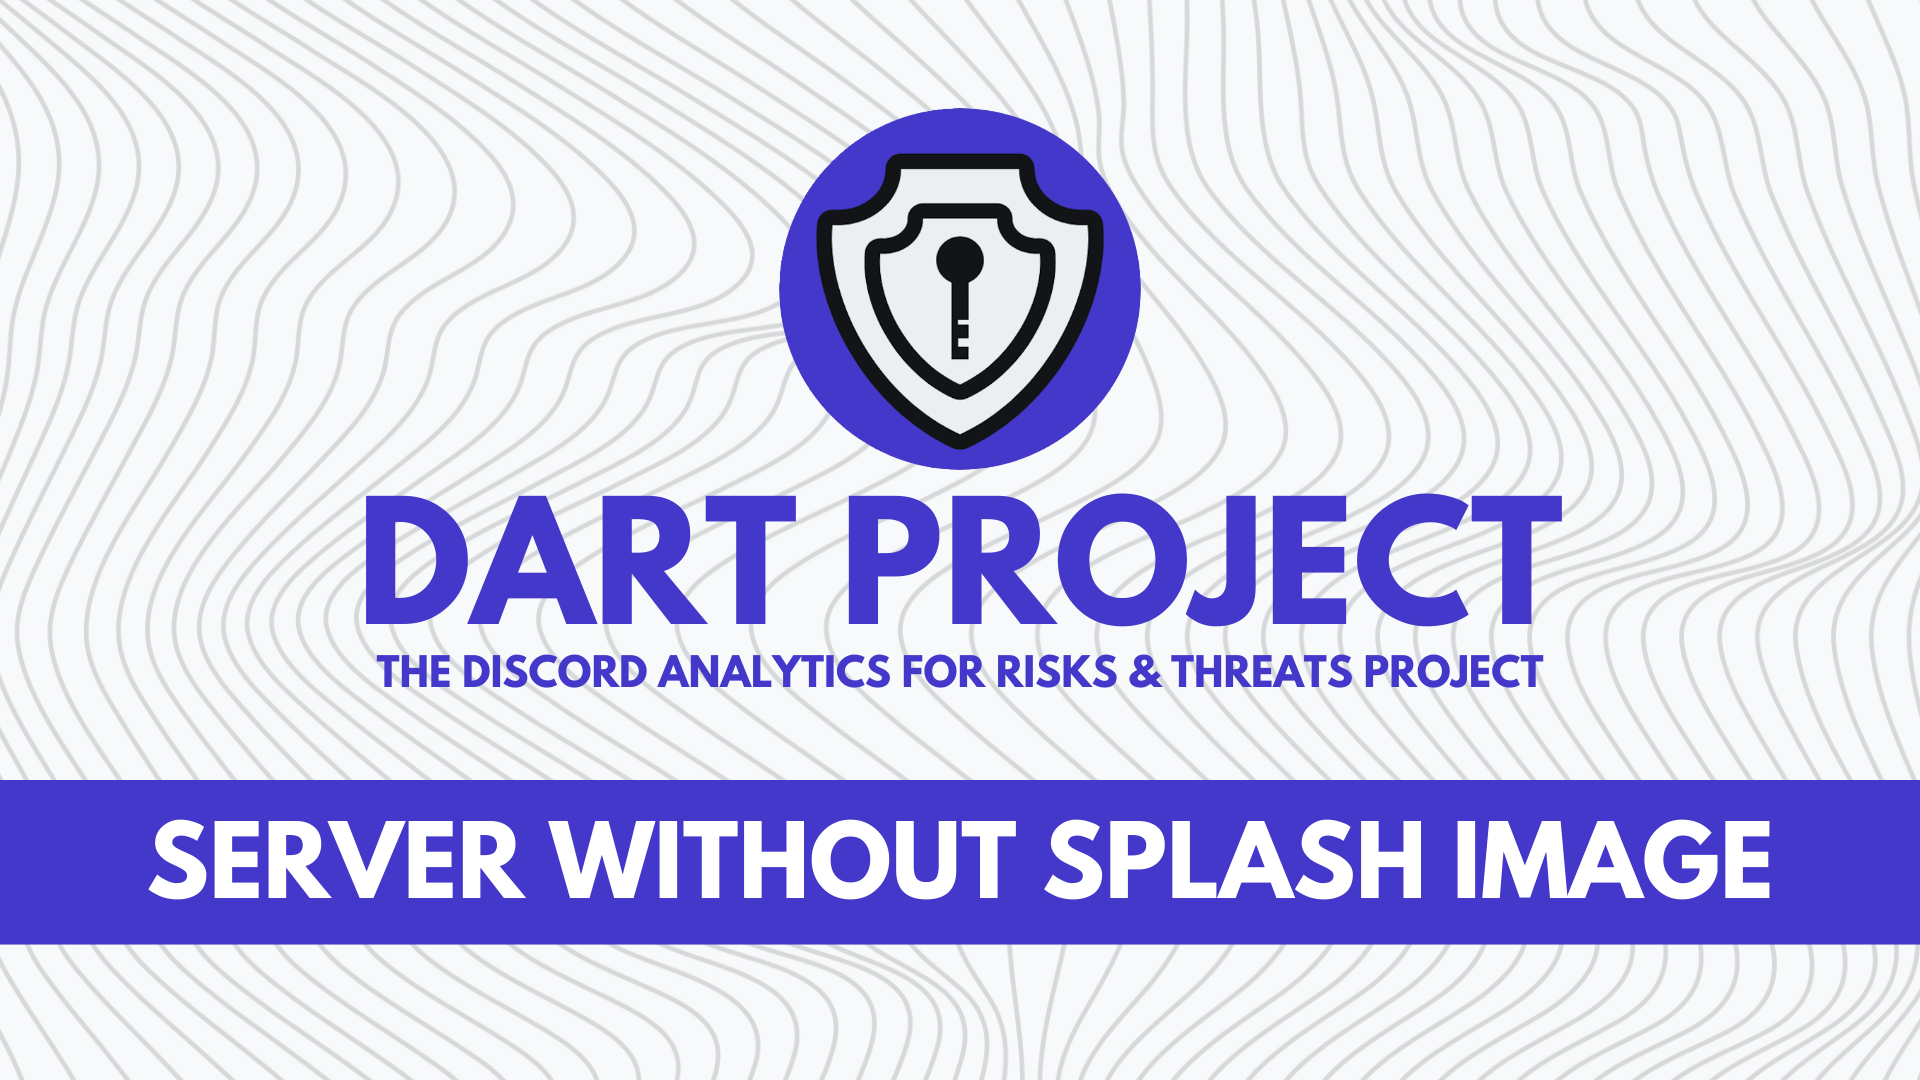 DART PROJECT
THE DISCORD ANALYTICS FOR RISKS & THREATS PROJECT
SERVER WITHOUT SPLASH IMAGE